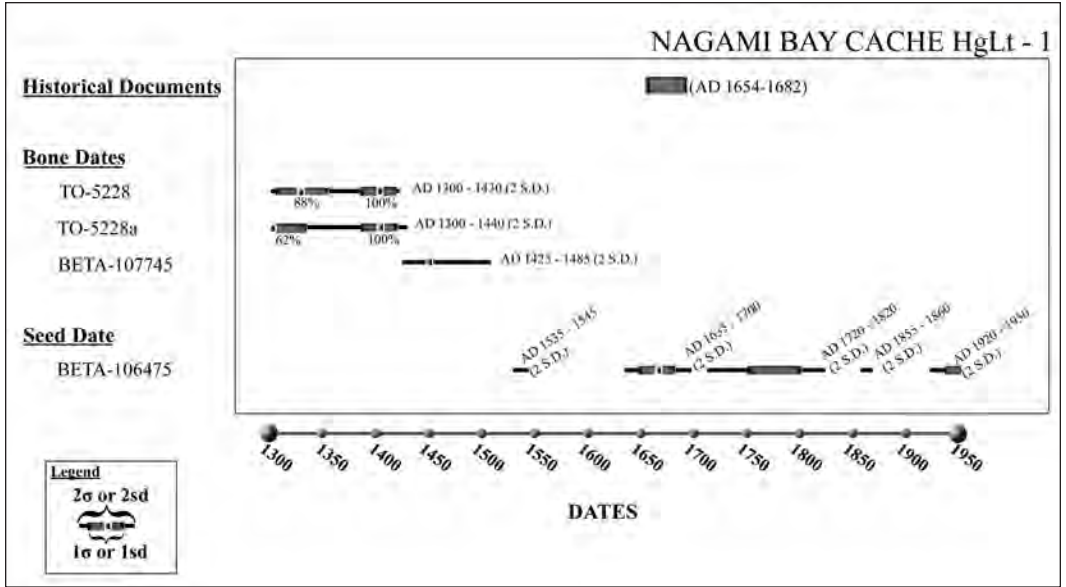 NAGAMI BAY CACHE HgLt - 1
Historical Documents
(AD 1654-1682)
Bone Dates
TO-5228
AD 1300 - 1430 (2 S.D.)
88% 100%
TO-5228a
AD 1300 - 1440 (2 S.D.)
62% 100%
BETA-107745
AD 1425 - 1485 (2 S.D.)
Seed Date
BETA-106475
AD 1535 - 1545
(2 S.D.)
AD 1655 - 1700
(2 S.D.)
AD 1720 - 1820
(2 S.D.)
AD 1855 - 1860
(2 S.D.)
AD 1920 - 1950
(2 S.D.)
1300 1350 1400 1450 1500 1550 1600 1650 1700 1750 1800 1850 1900 1950
DATES
Legend
2σ or 2sd
1σ or 1sd